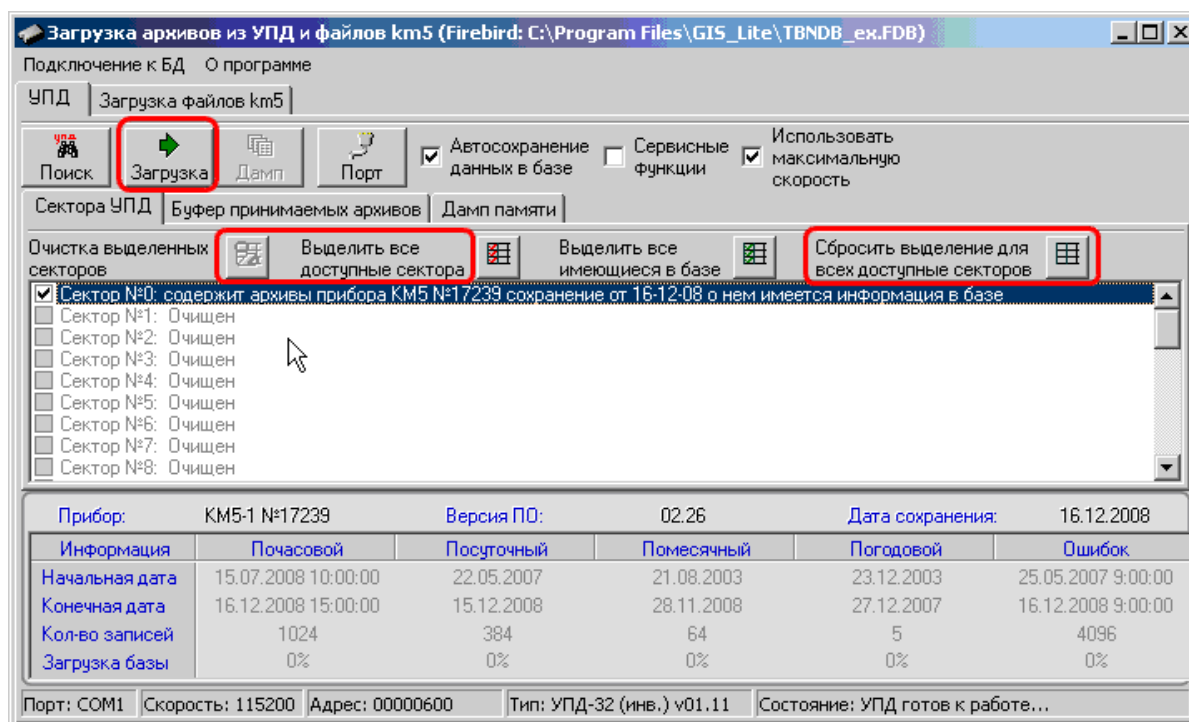 Загрузка архивов из УПД и файлов km5 (Firebird: C:\Program Files\GIS_Lite\TBNDB_ex.FDB)
Подключение к БД О программе
УПД Загрузка файлов km5
упд
Поиск Загрузка Дамп Порт
Автосохранение данных в базе
Сервисные функции
Использовать максимальную скорость
Сектора УПД Буфер принимаемых архивов Дамп памяти
Очистка выделенных секторов
Выделить все доступные сектора
Выделить все имеющиеся в базе
Сбросить выделение для всех доступные секторов
Сектор №0: содержит архивы прибора КМ5 №17239 сохранение от 16-12-08 о нем имеется информация в базе
Сектор №1: Очищен
Сектор №2: Очищен
Сектор №3: Очищен
Сектор №4: Очищен
Сектор №5: Очищен
Сектор №6: Очищен
Сектор №7: Очищен
Сектор №8: Очищен
Прибор: КМ5-1 №17239 Версия ПО: 02.26 Дата сохранения: 16.12.2008
Информация Почасовой Посуточный Помесячный Погодовой Ошибок
Начальная дата 15.07.2008 10:00:00 22.05.2007 21.08.2003 23.12.2003 25.05.2007 9:00:00
Конечная дата 16.12.2008 15:00:00 15.12.2008 28.11.2008 27.12.2007 16.12.2008 9:00:00
Кол-во записей 1024 384 64 5 4096
Загрузка базы 0% 0% 0% 0% 0%
Порт: COM1 Скорость: 115200 Адрес: 00000600 Тип: УПД-32 (инв.) v01.11 Состояние: УПД готов к работе...